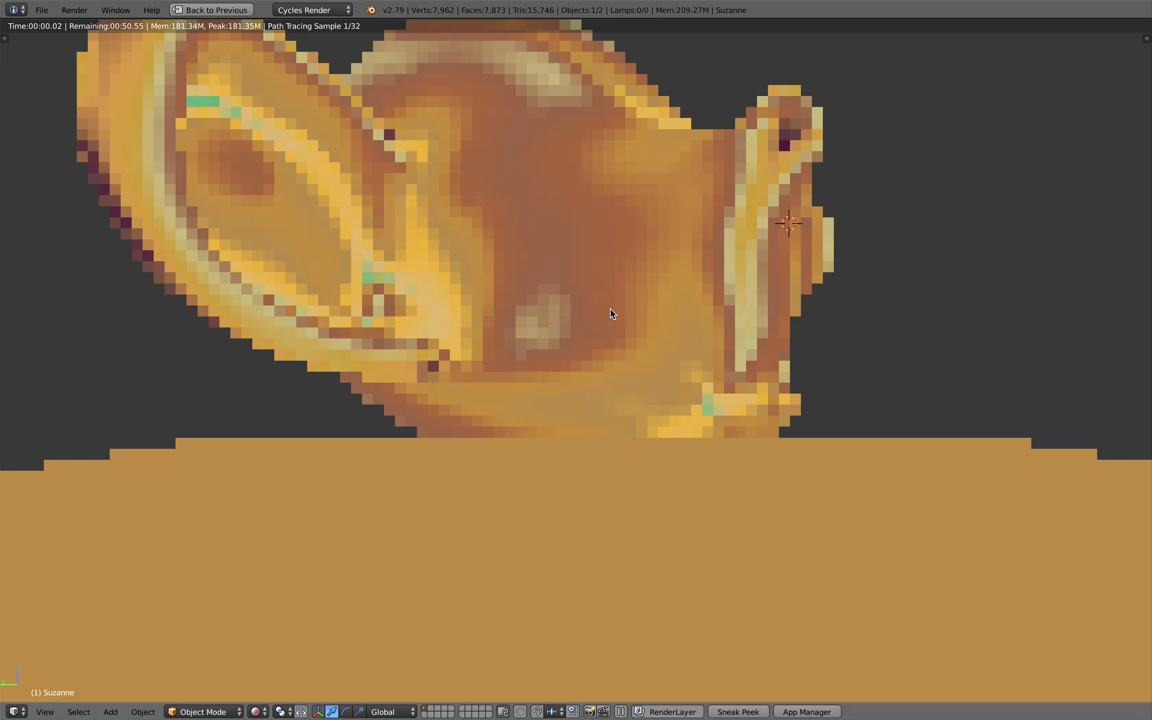 File Render Window Help Back to Previous Cycles Render v2.79 | Verts:7,962 | Faces:7,873 | Tris:15,746 | Objects:1/2 | Lamps:0/0 | Mem:209.27M | Suzanne
Time:00:00.02 | Remaining:00:50.55 | Mem:181.34M, Peak:181.35M | Path Tracing Sample 1/32
(1) Suzanne
View Select Add Object Object Mode Global RenderLayer Sneak Peek App Manager